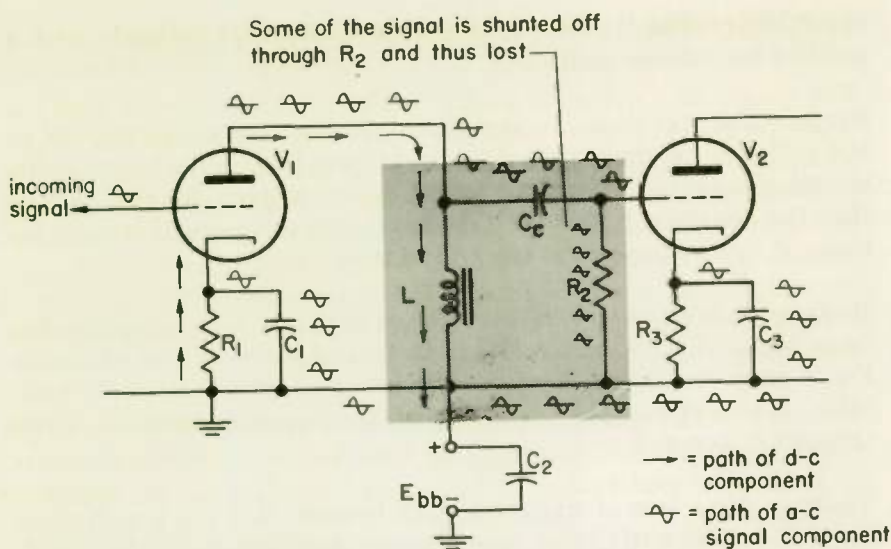 Some of the signal is shunted off
through R2 and thus lost
V1
V2
incoming
signal
Cc
L
R2
R1
C1
R3
C3
+
C2
Ebb
-
→ = path of d-c
component
= path of a-c
signal component